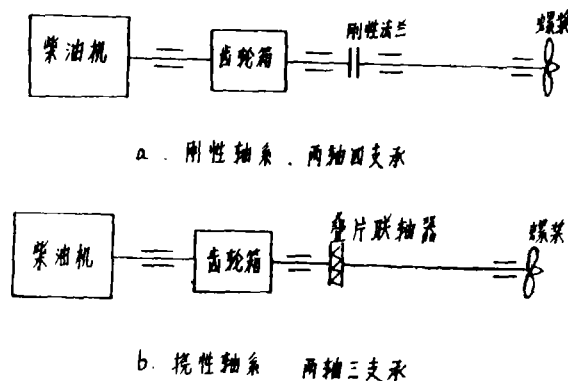 柴油机
齿轮箱
刚性法兰
螺桨
a. 刚性轴系、两轴四支承
柴油机
齿轮箱
叠片联轴器
螺桨
b. 挠性轴系 两轴三支承